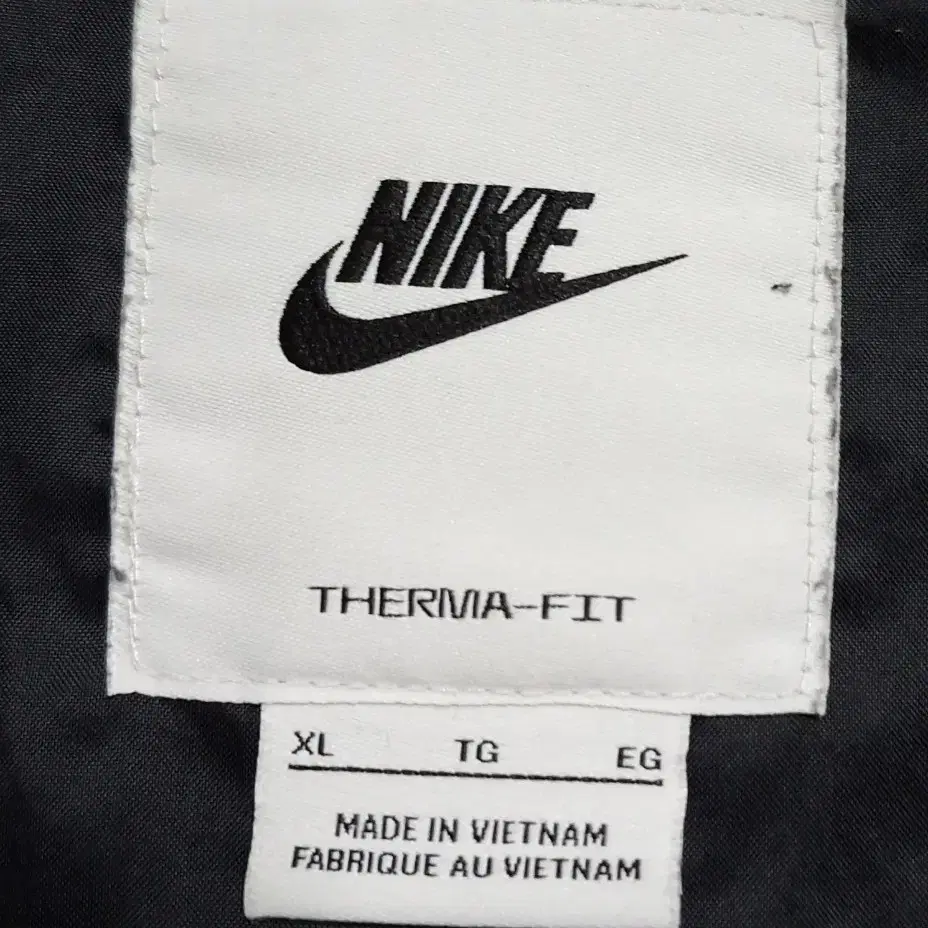 NIKE
THERMA-FIT
XL TG EG
MADE IN VIETNAM
FABRIQUE AU VIETNAM